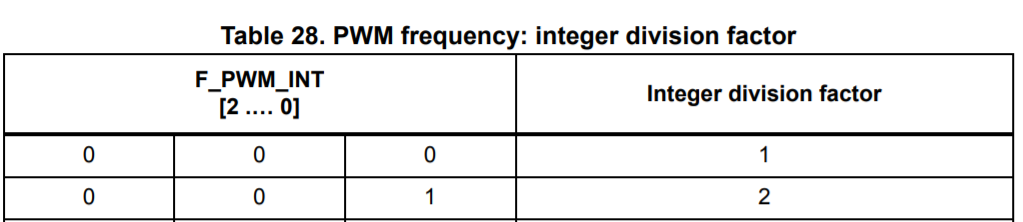 Table 28. PWM frequency: integer division factor
F_PWM_INT
[2 .... 0]
Integer division factor
0 0 0 1
0 0 1 2